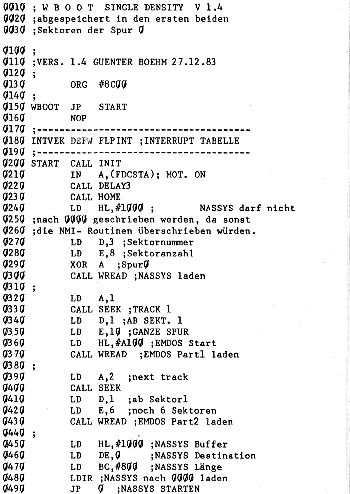 0010 ; W B O O T  SINGLE DENSITY  V 1.4
0020 ;abgespeichert in den ersten beiden
0030 ;Sektoren der Spur 0
0100 ;
0110 ;VERS. 1.4 GUENTER BOEHM 27.12.83
0120 ;
0130        ORG  #8C00
0140 ;
0150 WBOOT  JP   START
0160        NOP
0170 ;-------------------------------------
0180 INTVEK DEFW FLPINT ;INTERRUPT TABELLE
0190 ;-------------------------------------
0200 START  CALL INIT
0210        IN   A,(FDCSTA); MOT. ON
0220        CALL DELAY3
0230        CALL HOME
0240        LD   HL,#1000 ;        NASSYS darf nicht
0250 ;nach 0000 geschrieben werden, da sonst
0260 ;die NMI- Routinen überschrieben würden.
0270        LD   D,3 ;Sektornummer
0280        LD   E,8 ;Sektoranzahl
0290        XOR  A  ;Spur0
0300        CALL WREAD ;NASSYS laden
0310 ;
0320        LD   A,1
0330        CALL SEEK ;TRACK 1
0340        LD   D,1 ;AB SEKT. 1
0350        LD   E,10 ;GANZE SPUR
0360        LD   HL,#A100 ;EMDOS Start
0370        CALL WREAD  ;EMDOS Part1 laden
0380 ;
0390        LD   A,2  ;next track
0400        CALL SEEK
0410        LD   D,1  ;ab Sektor1
0420        LD   E,6  ;noch 6 Sektoren
0430        CALL WREAD ;EMDOS Part2 laden
0440 ;
0450        LD   HL,#1000 ;NASSYS Buffer
0460        LD   DE,0     ;NASSYS Destination
0470        LD   BC,#800  ;NASSYS Länge
0480        LDIR ;NASSYS nach 0000 laden
0490        JP   0  ;NASSYS STARTEN